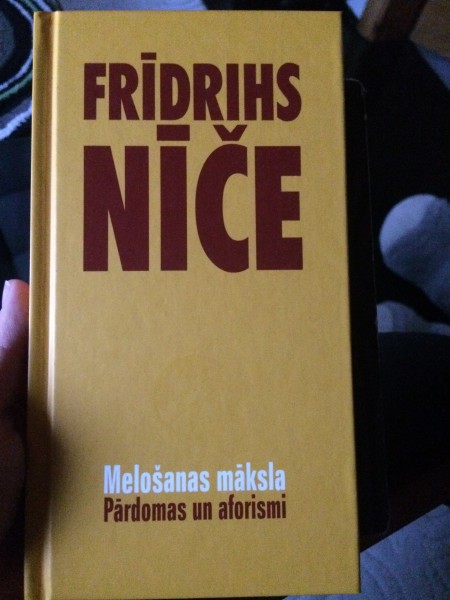 FRĪDRIHS
NĪČE
Melošanas māksla
Pārdomas un aforismi